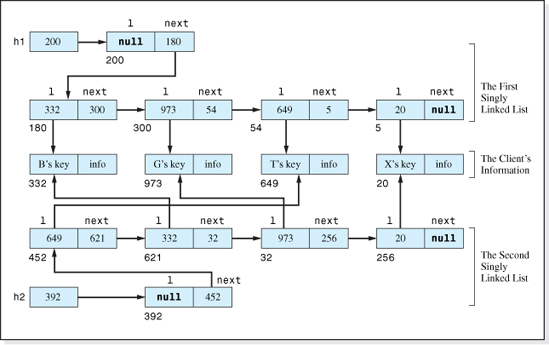 l next
h1 200 null 180
200
l next l next l next l next
332 300 973 54 649 5 20 null
180 300 54 5
The First
Singly
Linked List
B's key info G's key info T's key info X's key info
332 973 649 20
The Client's
Information
l next l next l next l next
649 621 332 32 973 256 20 null
452 621 32 256
The Second
Singly
Linked List
l next
h2 392 null 452
392